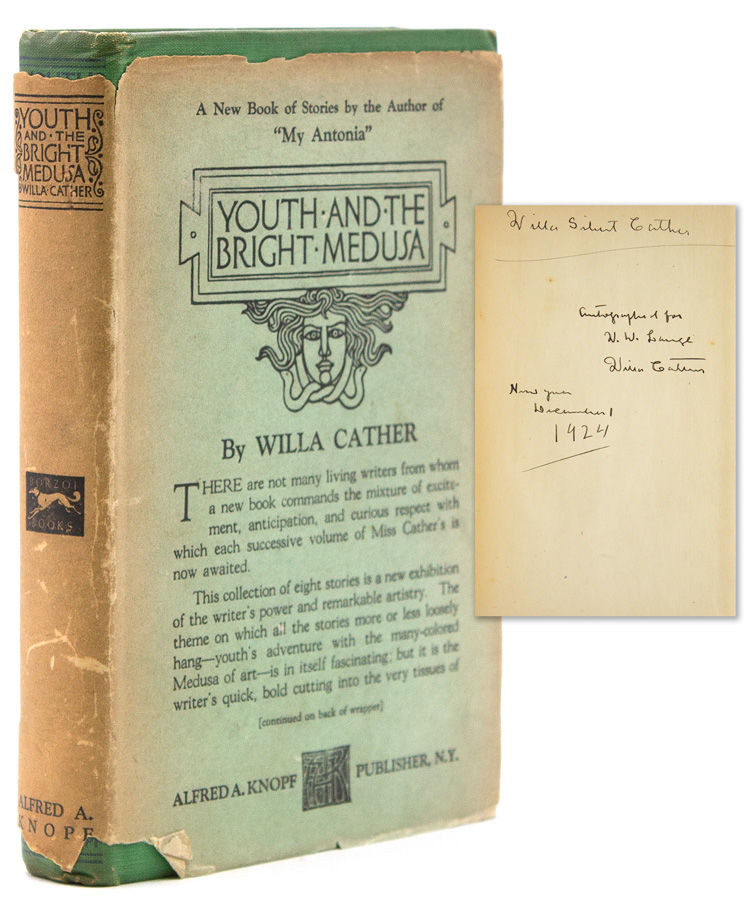 YOUTH
AND·THE
BRIGHT
MEDUSA
WILLA·CATHER
BORZOI
BOOKS
ALFRED A.
KNOPF
A New Book of Stories by the Author of
"My Antonia"
YOUTH·AND·THE
BRIGHT·MEDUSA
By WILLA CATHER
THERE are not many living writers from whom
a new book commands the mixture of excite-
ment, anticipation, and curious respect with
which each successive volume of Miss Cather's is
now awaited.
This collection of eight stories is a new exhibition
of the writer's power and remarkable artistry. The
theme on which all the stories more or less loosely
hang—youth's adventure with the many-colored
Medusa of art—is in itself fascinating; but it is the
writer's quick, bold cutting into the very tissues of
[continued on back of wrapper]
ALFRED A. KNOPF PUBLISHER, N.Y.
Willa Sibert Cather
Autographed for
W. Lange
Willa Cather
New
December 1
1924